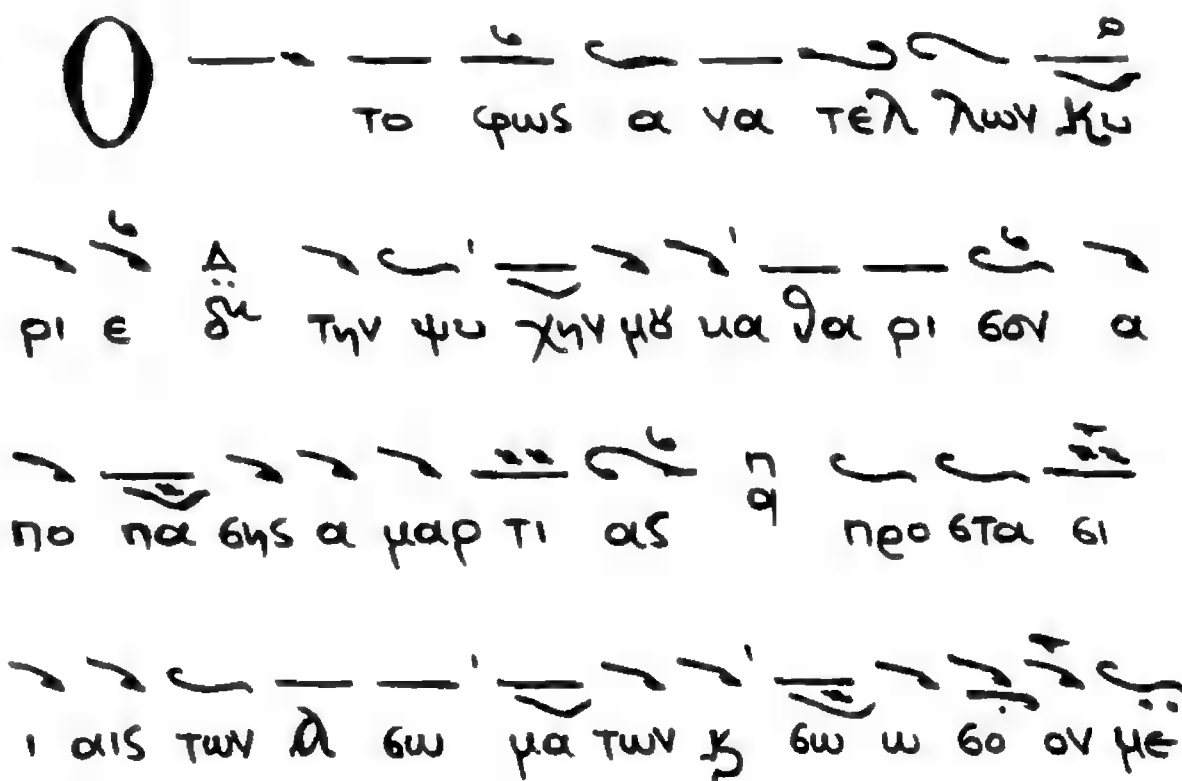 Ο το φως α να τελ λων Κυ
ρι ε Δ δι την ψυ χην μȣ κα θα ρι σον α
πο πα σης α μαρ τι ας π q προ στα σι
ι αις των Α σω μα των ϗ σω ω σο ον με